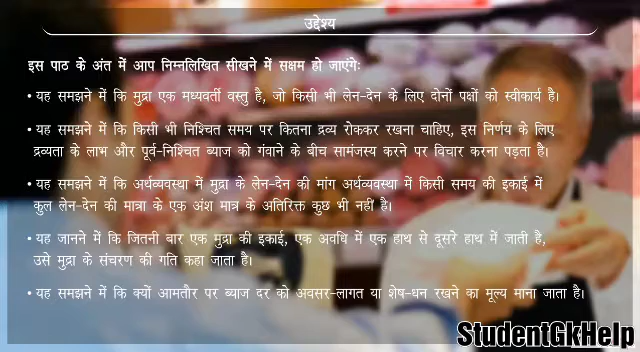 उद्देश्य
इस पाठ के अंत में आप निम्नलिखित सीखने में सक्षम हो जाएंगेः
• यह समझने में कि मुद्रा एक मध्यवर्ती वस्तु है, जो किसी भी लेन-देन के लिए दोनों पक्षों को स्वीकार्य है।
• यह समझने में कि किसी भी निश्चित समय पर कितना द्रव्य रोककर रखना चाहिए, इस निर्णय के लिए
द्रव्यता के लाभ और पूर्व-निश्चित ब्याज को गंवाने के बीच सामंजस्य करने पर विचार करना पड़ता है।
• यह समझने में कि अर्थव्यवस्था में मुद्रा के लेन-देन की मांग अर्थव्यवस्था में किसी समय की इकाई में
कुल लेन-देन की मात्रा के एक अंश मात्र के अतिरिक्त कुछ भी नहीं है।
• यह जानने में कि जितनी बार एक मुद्रा की इकाई, एक अवधि में एक हाथ से दूसरे हाथ में जाती है,
उसे मुद्रा के संचरण की गति कहा जाता है।
• यह समझने में कि क्यों आमतौर पर ब्याज दर को अवसर-लागत या शेष-धन रखने का मूल्य माना जाता है।
StudentGkHelp